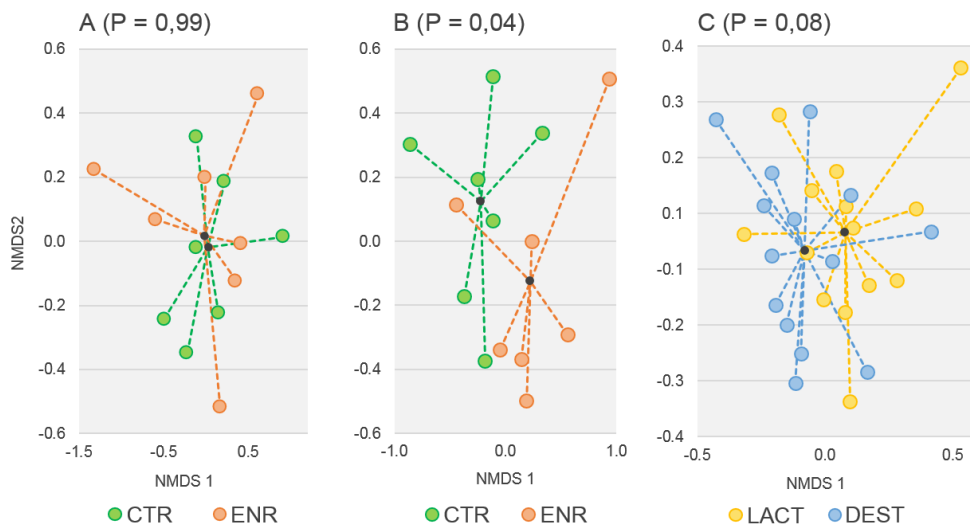 A (P = 0,99)
B (P = 0,04)
C (P = 0,08)
0.6
0.4
0.2
0.0
-0.2
-0.4
-0.6
NMDS2
-1.5
-0.5
0.5
NMDS 1
CTR
ENR
0.6
0.4
0.2
0.0
-0.2
-0.4
-0.6
-1.0
0.0
1.0
NMDS 1
CTR
ENR
0.4
0.3
0.2
0.1
-0.1
-0.2
-0.3
0.4
0.0
0.5
NMDS 1
LACT
DEST